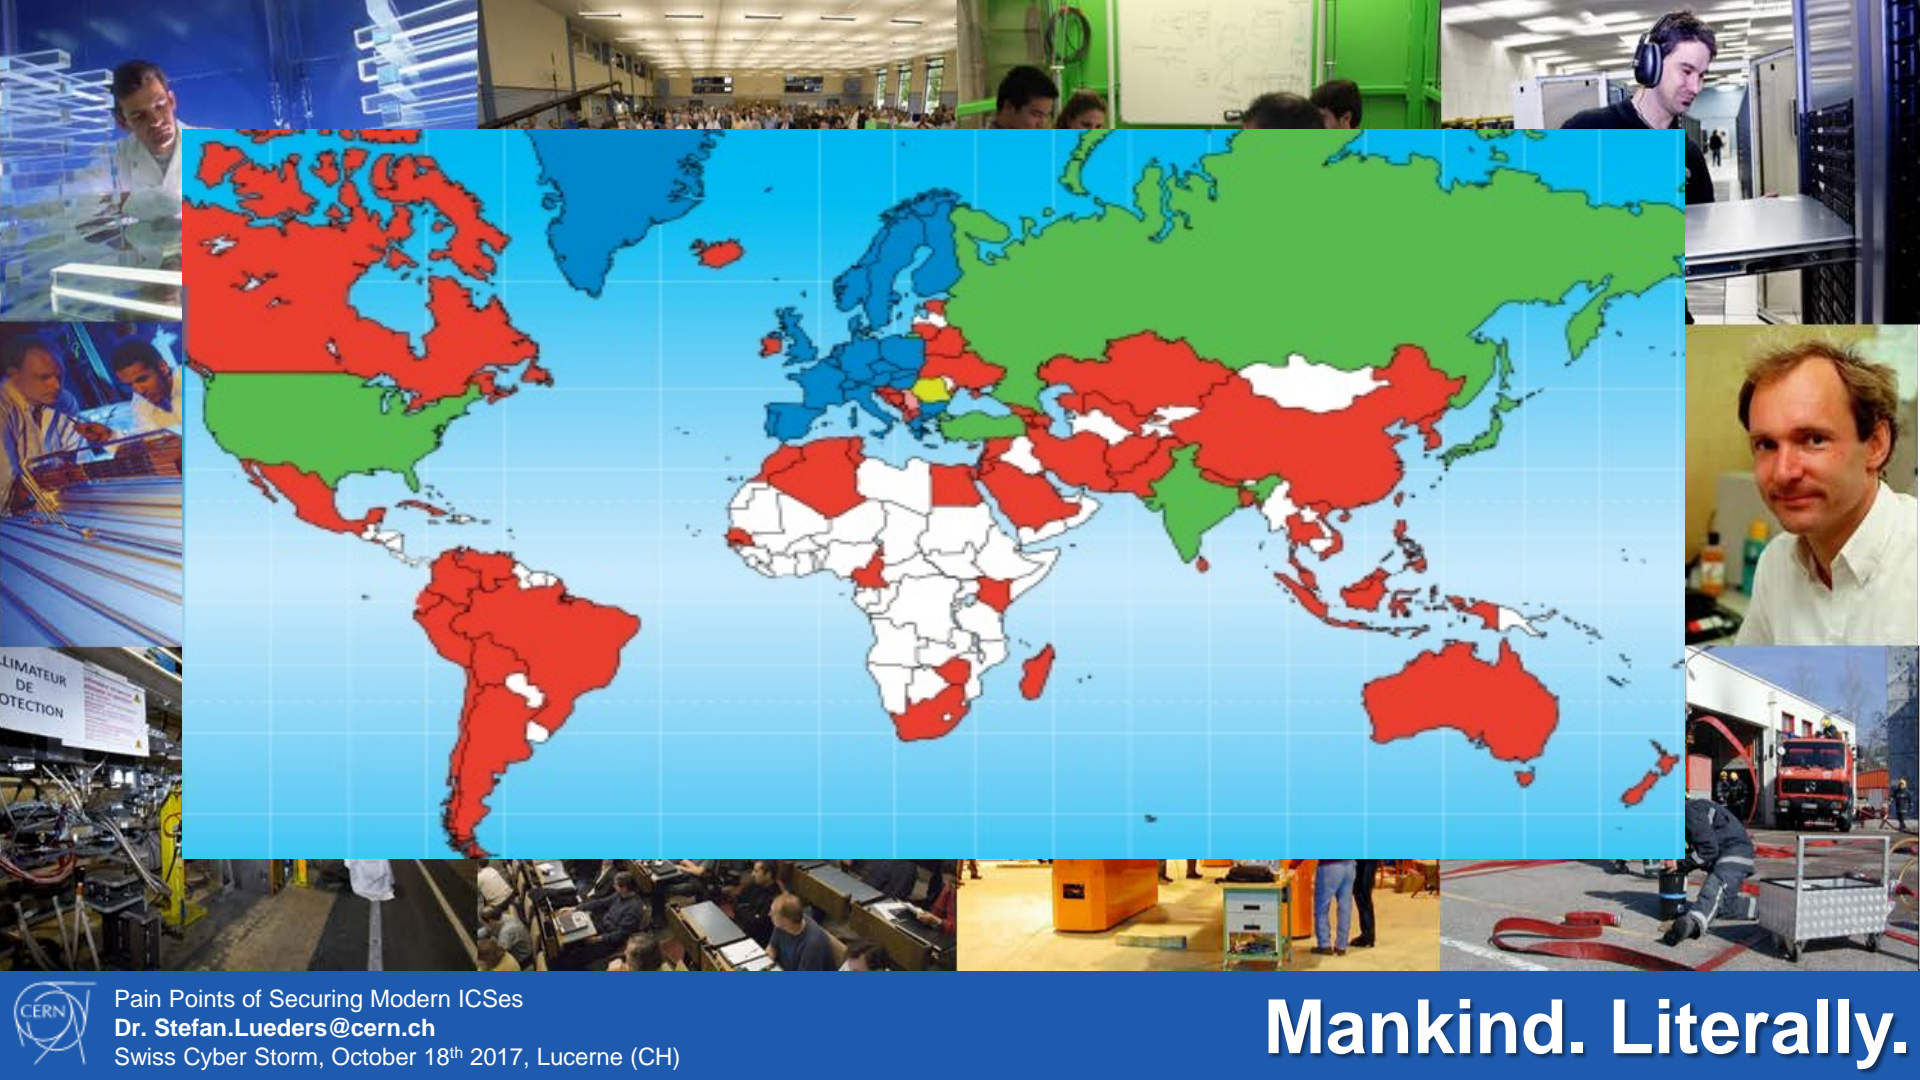 LLIMATEUR
DE
OTECTION
CERN
Pain Points of Securing Modern ICSes
Dr. Stefan.Lueders@cern.ch
Swiss Cyber Storm, October 18th 2017, Lucerne (CH)
Mankind. Literally.